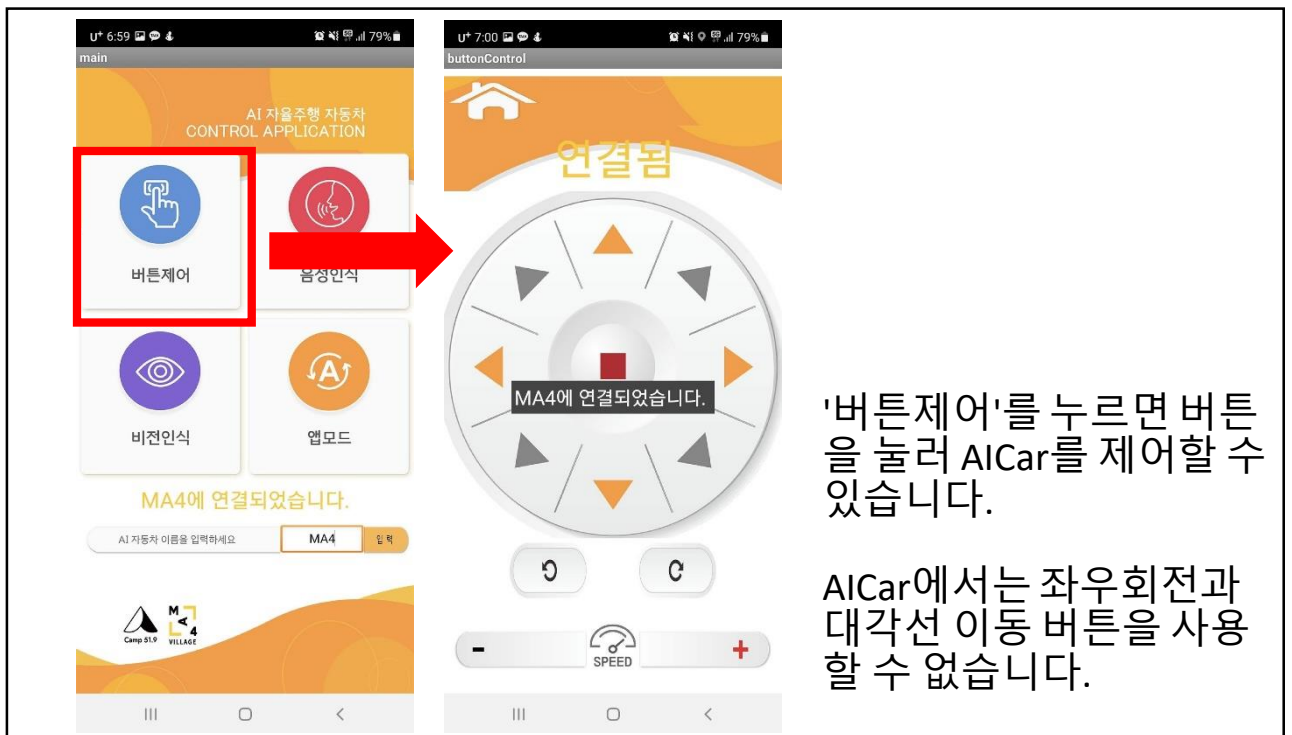 U+ 6:59
79%
main
AI 자율주행 자동차
CONTROL APPLICATION
버튼제어
음성인식
A
비전인식
앱모드
MA4에 연결되었습니다.
AI 자동차 이름을 입력하세요
MA4
입력
Camp 51.9
MA4
VILLAGE
U+ 7:00
79%
buttonControl
연결됨
MA4에 연결되었습니다.
-
SPEED
+
'버튼제어'를 누르면 버튼
을 눌러 AICar를 제어할 수
있습니다.
AICar에서는 좌우회전과
대각선 이동 버튼을 사용
할 수 없습니다.